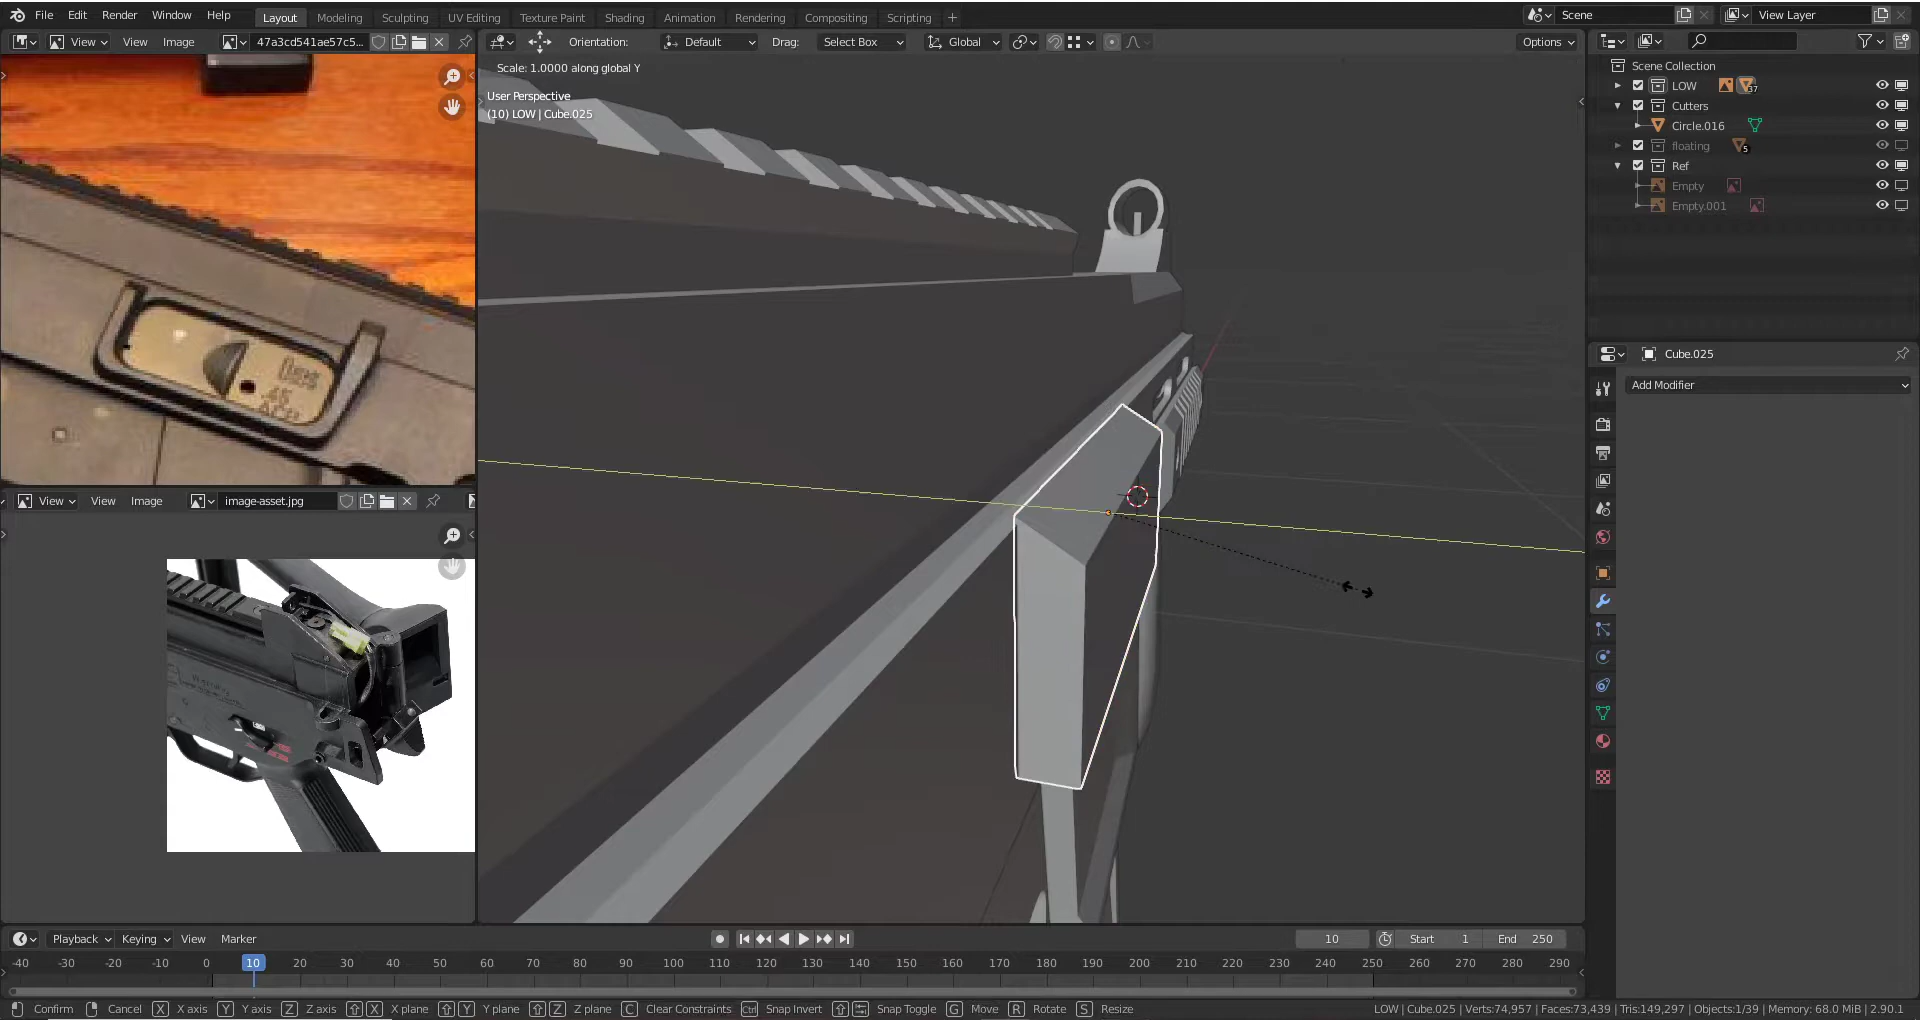 File Edit Render Window Help Layout Modeling Sculpting UV Editing Texture Paint Shading Animation Rendering Compositing Scripting + Scene View Layer
View View Image 47a3cd541ae57c5... Orientation: Default Drag: Select Box Global Options
Scale: 1.0000 along global Y
User Perspective
(10) LOW | Cube.025
Scene Collection
LOW 37
Cutters
Circle.016
floating 5
Ref
Empty
Empty.001
Cube.025
Add Modifier
View View Image image-asset.jpg
Playback Keying View Marker 10 Start 1 End 250
-40 -30 -20 -10 0 10 20 30 40 50 60 70 80 90 100 110 120 130 140 150 160 170 180 190 200 210 220 230 240 250 260 270 280 290
Confirm Cancel X X axis Y Y axis Z Z axis X X plane Y Y plane Z Z plane C Clear Constraints Ctrl Snap Invert Snap Toggle G Move R Rotate S Resize LOW | Cube.025 | Verts:74,957 | Faces:73,439 | Tris:149,297 | Objects:1/39 | Memory: 68.0 MiB | 2.90.1